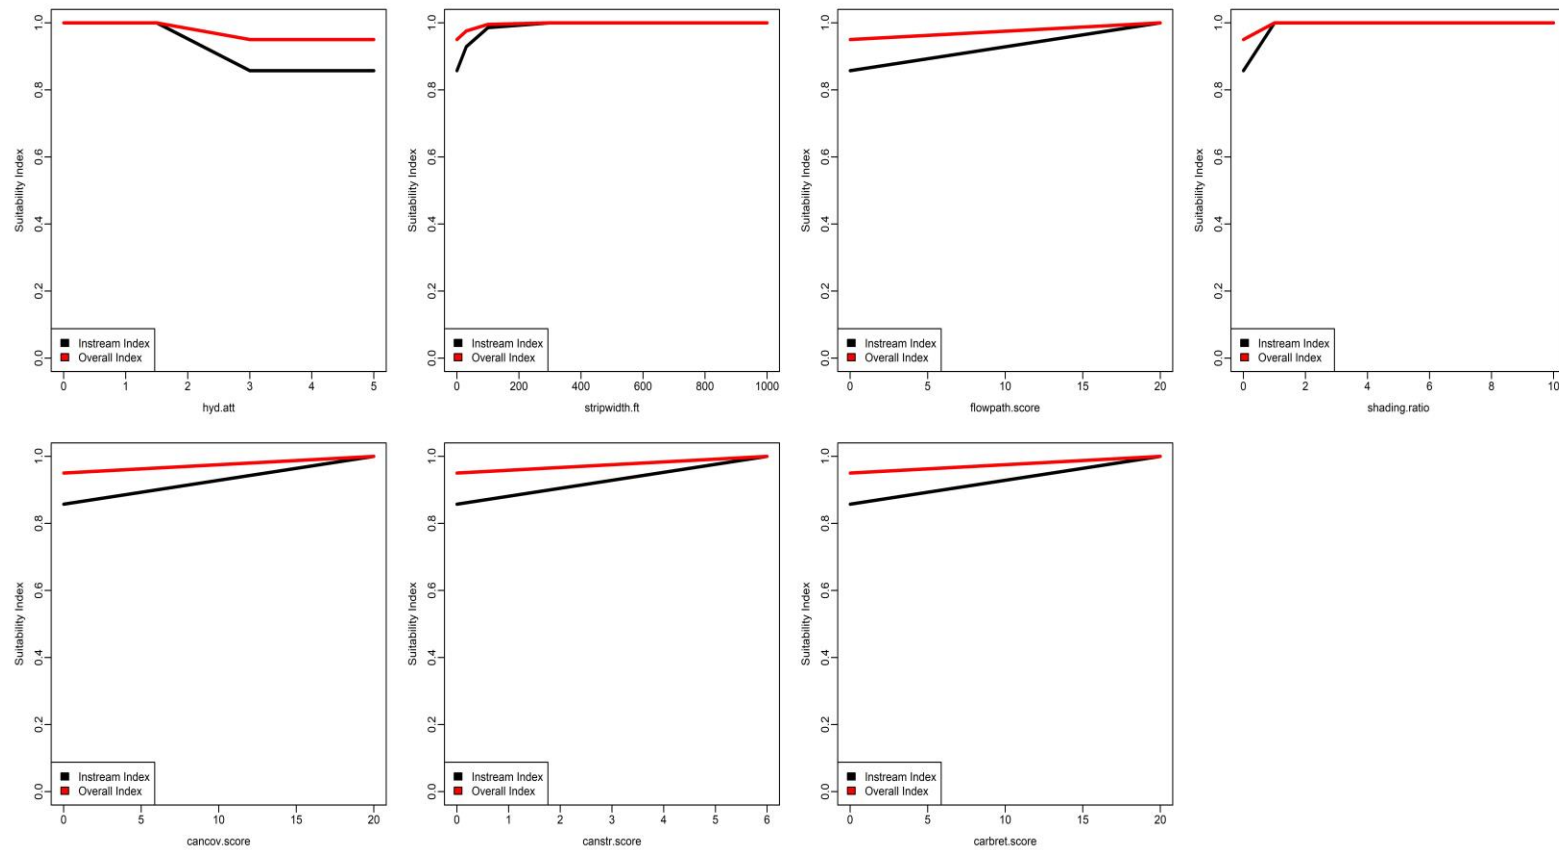 Suitability Index
0.0 0.2 0.4 0.6 0.8 1.0
Instream Index
Overall Index
0 1 2 3 4 5
hyd.att
Suitability Index
0.0 0.2 0.4 0.6 0.8 1.0
Instream Index
Overall Index
0 200 400 600 800 1000
stripwidth.ft
Suitability Index
0.0 0.2 0.4 0.6 0.8 1.0
Instream Index
Overall Index
0 5 10 15 20
flowpath.score
Suitability Index
0.0 0.2 0.4 0.6 0.8 1.0
Instream Index
Overall Index
0 2 4 6 8 10
shading.ratio
Suitability Index
0.0 0.2 0.4 0.6 0.8 1.0
Instream Index
Overall Index
0 5 10 15 20
cancov.score
Suitability Index
0.0 0.2 0.4 0.6 0.8 1.0
Instream Index
Overall Index
0 1 2 3 4 5 6
canstr.score
Suitability Index
0.0 0.2 0.4 0.6 0.8 1.0
Instream Index
Overall Index
0 5 10 15 20
carbret.score